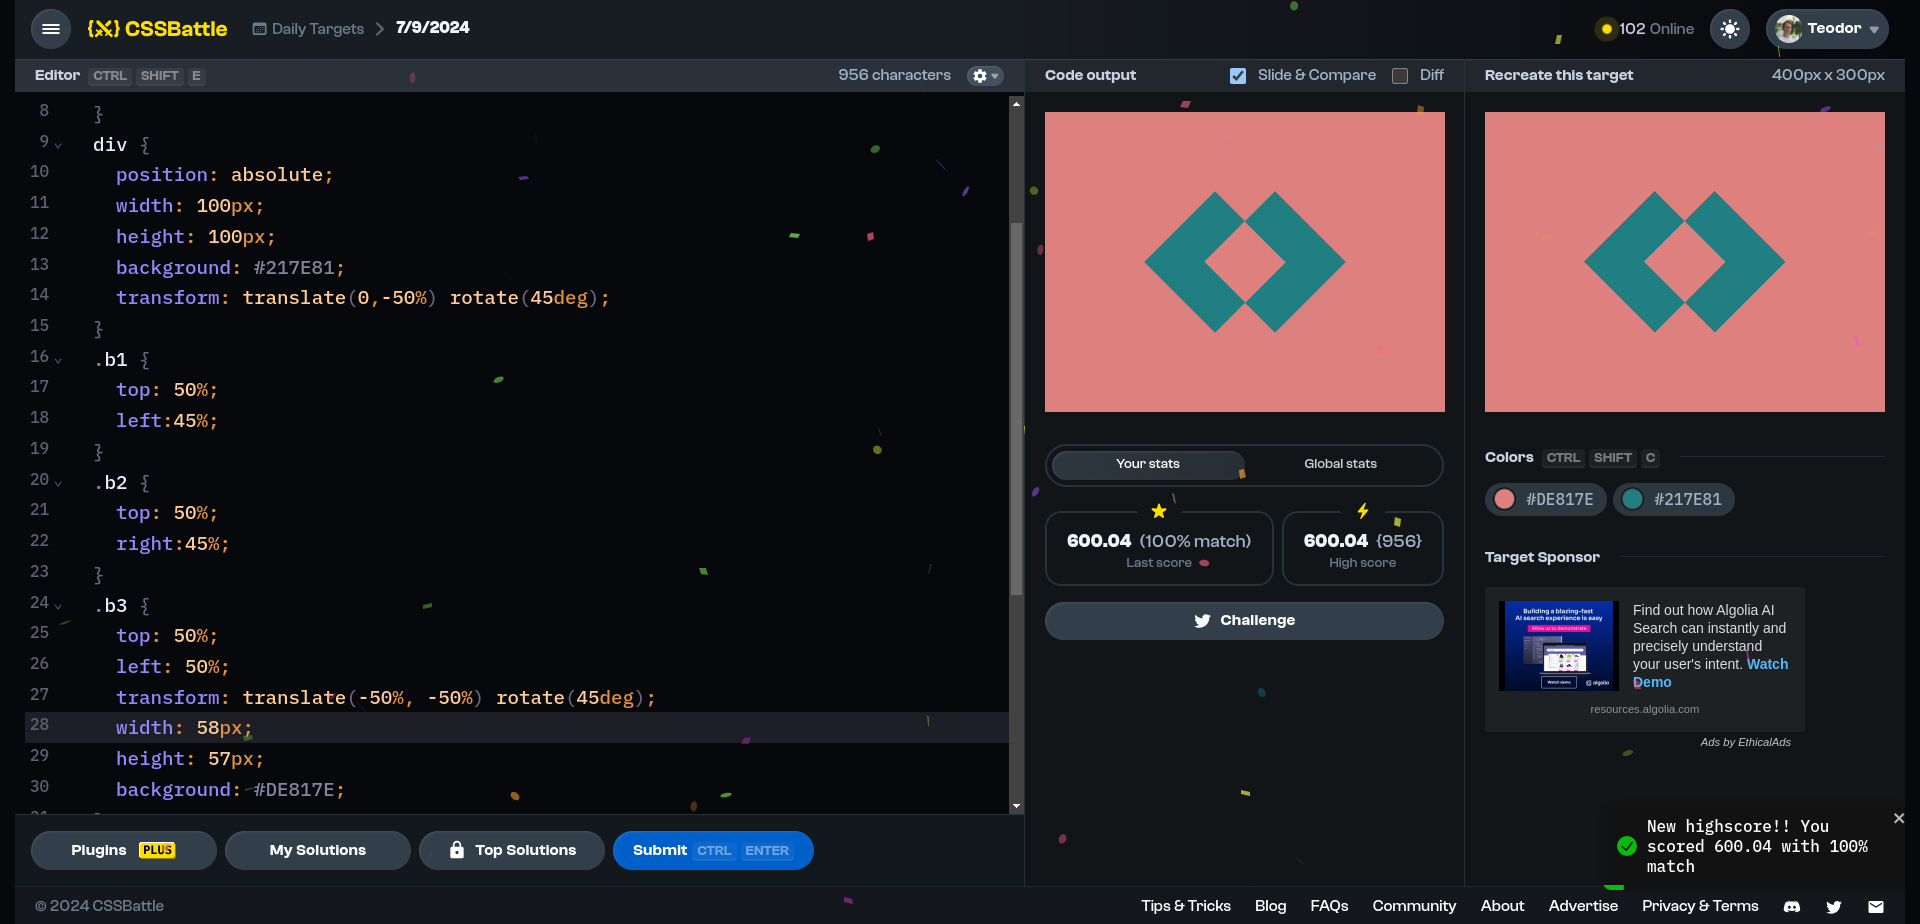 CSSBattle
Daily Targets
7/9/2024
102 Online
Teodor
Editor CTRL SHIFT E
956 characters
Code output
Slide & Compare
Diff
Recreate this target
400px x 300px
8 }
9 div {
10 position: absolute;
11 width: 100px;
12 height: 100px;
13 background: #217E81;
14 transform: translate(0,-50%) rotate(45deg);
15 }
16 .b1 {
17 top: 50%;
18 left:45%;
19 }
20 .b2 {
21 top: 50%;
22 right:45%;
23 }
24 .b3 {
25 top: 50%;
26 left: 50%;
27 transform: translate(-50%, -50%) rotate(45deg);
28 width: 58px;
29 height: 57px;
30 background: #DE817E;
Your stats
Global stats
600.04 (100% match)
Last score
600.04 {956}
High score
Challenge
Colors CTRL SHIFT C
#DE817E
#217E81
Target Sponsor
Building a blazing-fast
AI search experience is easy
Allow us to demonstrate
Watch demo
algolia
Find out how Algolia AI
Search can instantly and
precisely understand
your user's intent. Watch
Demo
resources.algolia.com
Ads by EthicalAds
Plugins PLUS
My Solutions
Top Solutions
Submit CTRL ENTER
New highscore!! You
scored 600.04 with 100%
match
© 2024 CSSBattle
Tips & Tricks
Blog
FAQs
Community
About
Advertise
Privacy & Terms